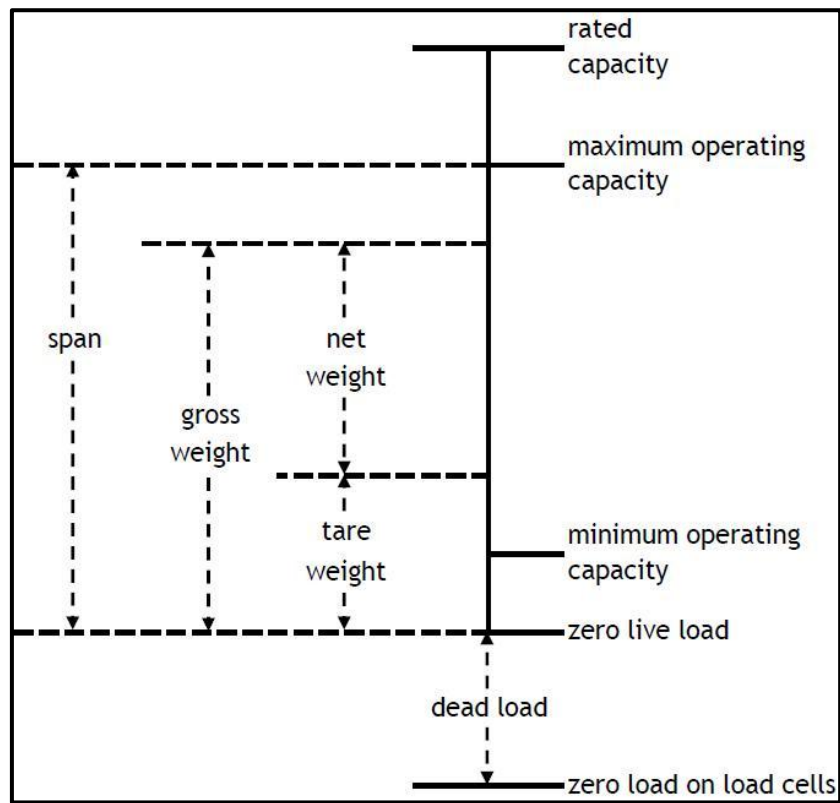 rated
capacity
maximum operating
capacity
span
net
weight
gross
weight
tare
weight
minimum operating
capacity
zero live load
dead load
zero load on load cells